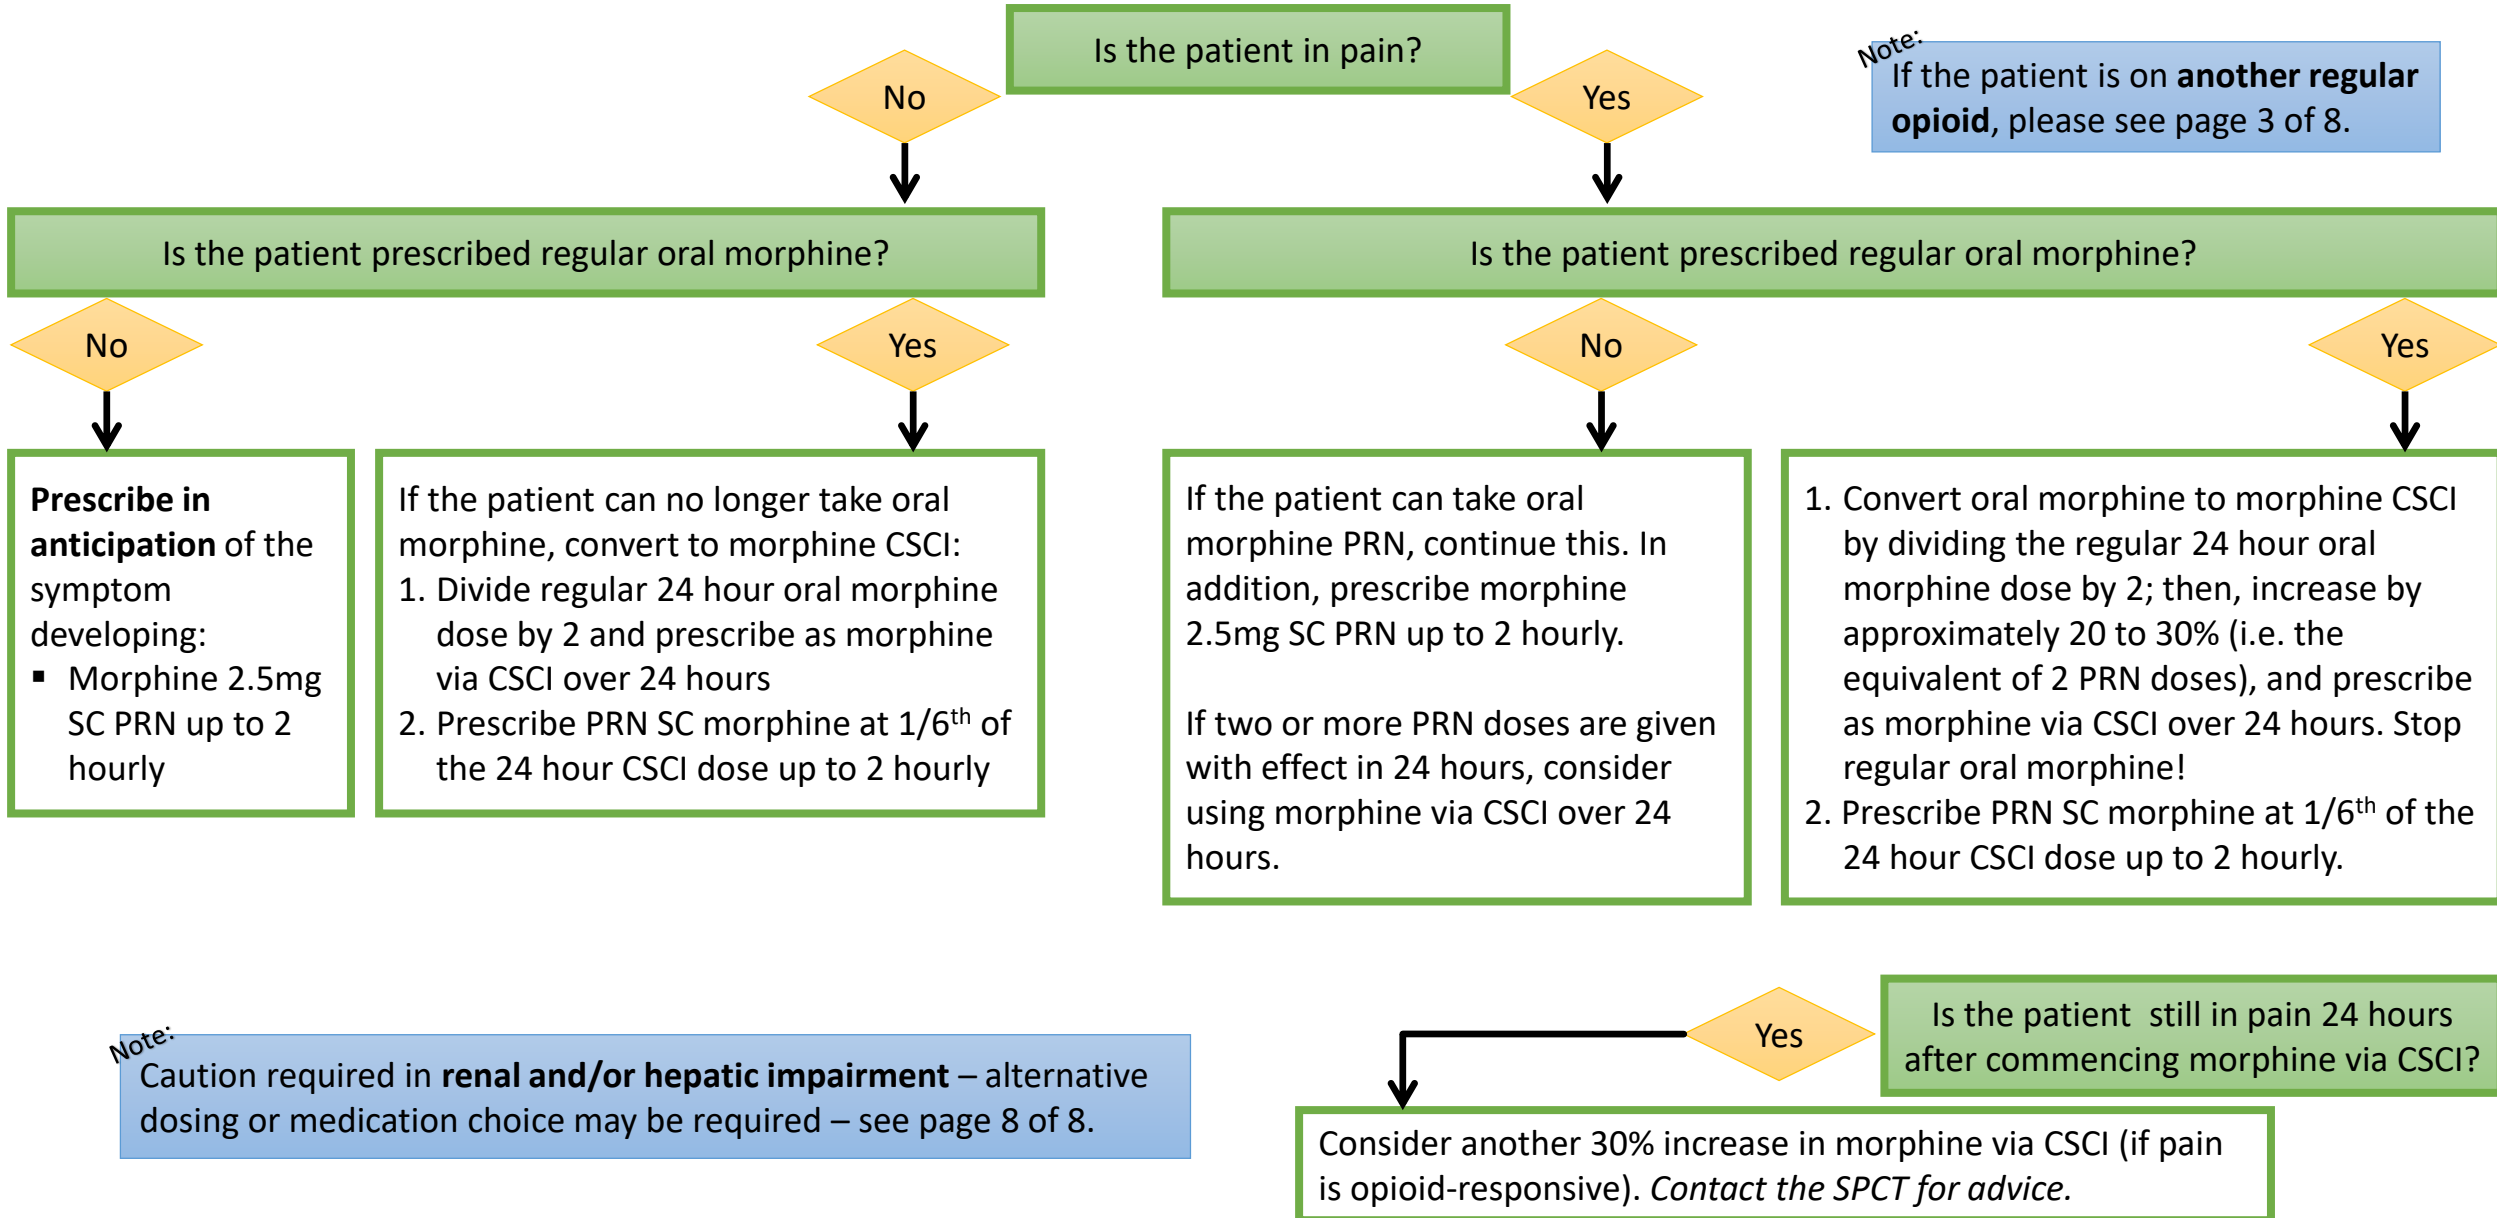 Is the patient in pain?
No
Yes
Note:
If the patient is on another regular
opioid, please see page 3 of 8.
Is the patient prescribed regular oral morphine?
Is the patient prescribed regular oral morphine?
No
Yes
No
Yes
Prescribe in
anticipation of the
symptom
developing:
▪ Morphine 2.5mg
SC PRN up to 2
hourly
If the patient can no longer take oral
morphine, convert to morphine CSCI:
1. Divide regular 24 hour oral morphine
dose by 2 and prescribe as morphine
via CSCI over 24 hours
2. Prescribe PRN SC morphine at 1/6th of
the 24 hour CSCI dose up to 2 hourly
If the patient can take oral
morphine PRN, continue this. In
addition, prescribe morphine
2.5mg SC PRN up to 2 hourly.
If two or more PRN doses are given
with effect in 24 hours, consider
using morphine via CSCI over 24
hours.
1. Convert oral morphine to morphine CSCI
by dividing the regular 24 hour oral
morphine dose by 2; then, increase by
approximately 20 to 30% (i.e. the
equivalent of 2 PRN doses), and prescribe
as morphine via CSCI over 24 hours. Stop
regular oral morphine!
2. Prescribe PRN SC morphine at 1/6th of the
24 hour CSCI dose up to 2 hourly.
Note:
Caution required in renal and/or hepatic impairment – alternative
dosing or medication choice may be required – see page 8 of 8.
Yes
Is the patient still in pain 24 hours
after commencing morphine via CSCI?
Consider another 30% increase in morphine via CSCI (if pain
is opioid-responsive). Contact the SPCT for advice.